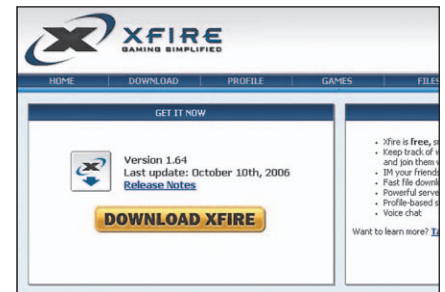 XFIRE
GAMING SIMPLIFIED
HOME DOWNLOAD PROFILE GAMES FILES
GET IT NOW
Version 1.64
Last update: October 10th, 2006
Release Notes
DOWNLOAD XFIRE
Xfire is free,
Keep track of
and join them
IM your friends
Fast file
Powerful
Profile-based
Voice chat
Want to learn more?